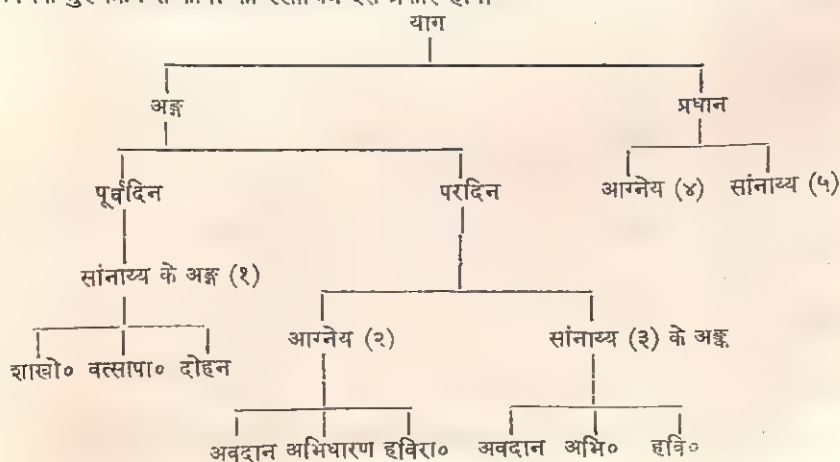 याग
अङ्ग प्रधान
पूर्वदिन परदिन आग्नेय (४) सांनाय्य (५)
सांनाय्य के अङ्ग (१)
आग्नेय (२) सांनाय्य (३) के अङ्क
शाखो० वत्सापा० दोहन
अवदान अभिधारण हविरा० अवदान अभि० हवि०